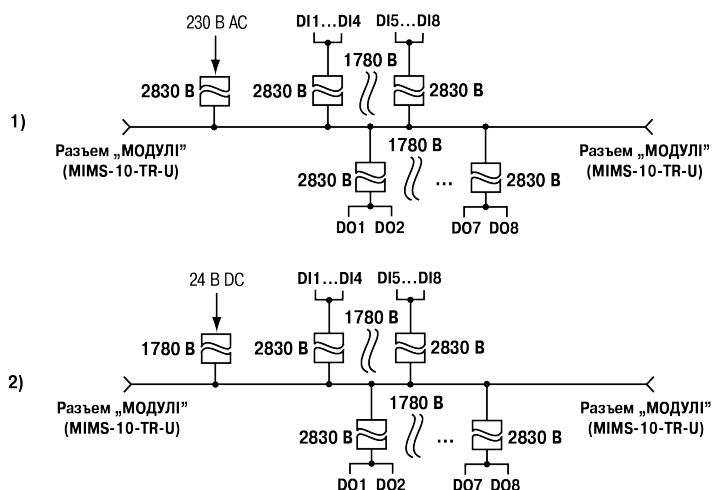 230 В AC
DI1...DI4
DI5...DI8
1780 В
2830 В
2830 В
2830 В
1)
1780 В
Разъем „МОДУЛІ”
(MIMS-10-TR-U)
Разъем „МОДУЛІ”
(MIMS-10-TR-U)
2830 В
...
2830 В
DO1 DO2
DO7 DO8
24 В DC
DI1...DI4
DI5...DI8
1780 В
1780 В
2830 В
2830 В
2)
1780 В
Разъем „МОДУЛІ”
(MIMS-10-TR-U)
Разъем „МОДУЛІ”
(MIMS-10-TR-U)
2830 В
...
2830 В
DO1 DO2
DO7 DO8